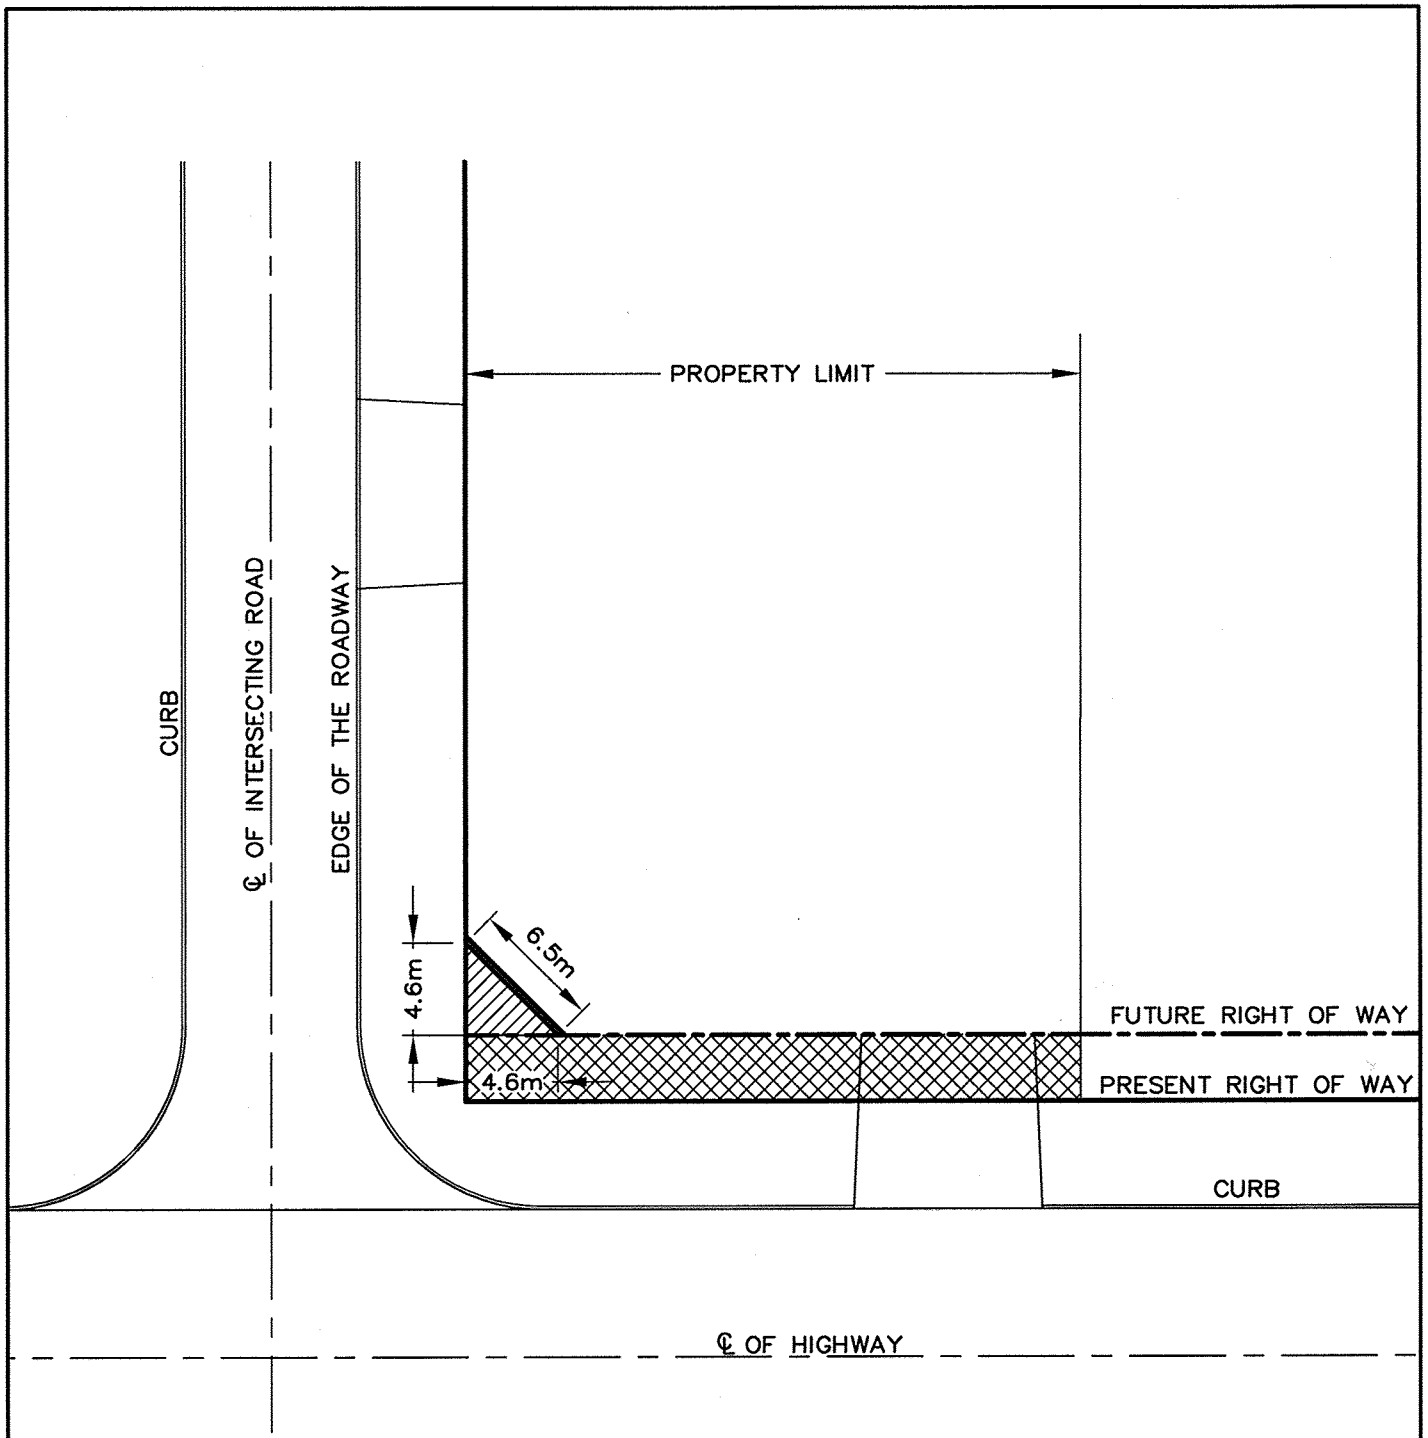 PROPERTY LIMIT
CURB
℄ OF INTERSECTING ROAD
EDGE OF THE ROADWAY
6.5m
4.6m
4.6m
FUTURE RIGHT OF WAY
PRESENT RIGHT OF WAY
CURB
℄ OF HIGHWAY